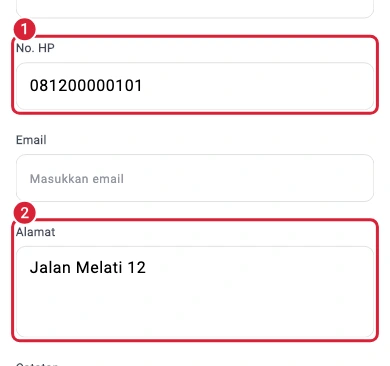 1
No. HP
081200000101
Email
Masukkan email
2
Alamat
Jalan Melati 12